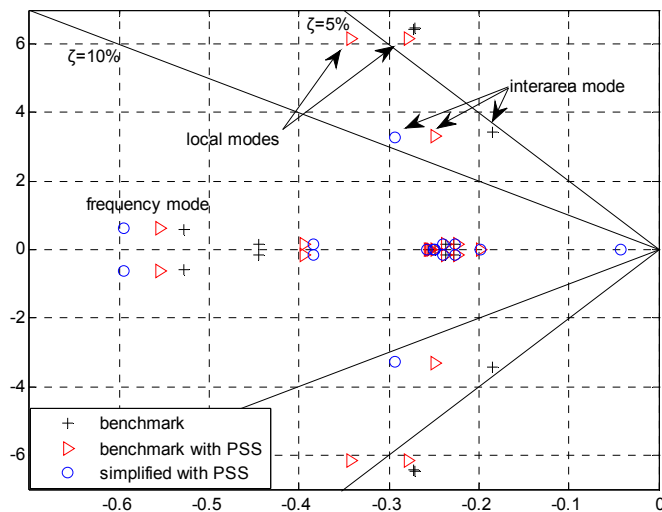 ζ=5%
6
ζ=10%
interarea mode
4
local modes
2
frequency mode
0
-2
-4
benchmark
benchmark with PSS
simplified with PSS
-6
-0.6 -0.5 -0.4 -0.3 -0.2 -0.1 0